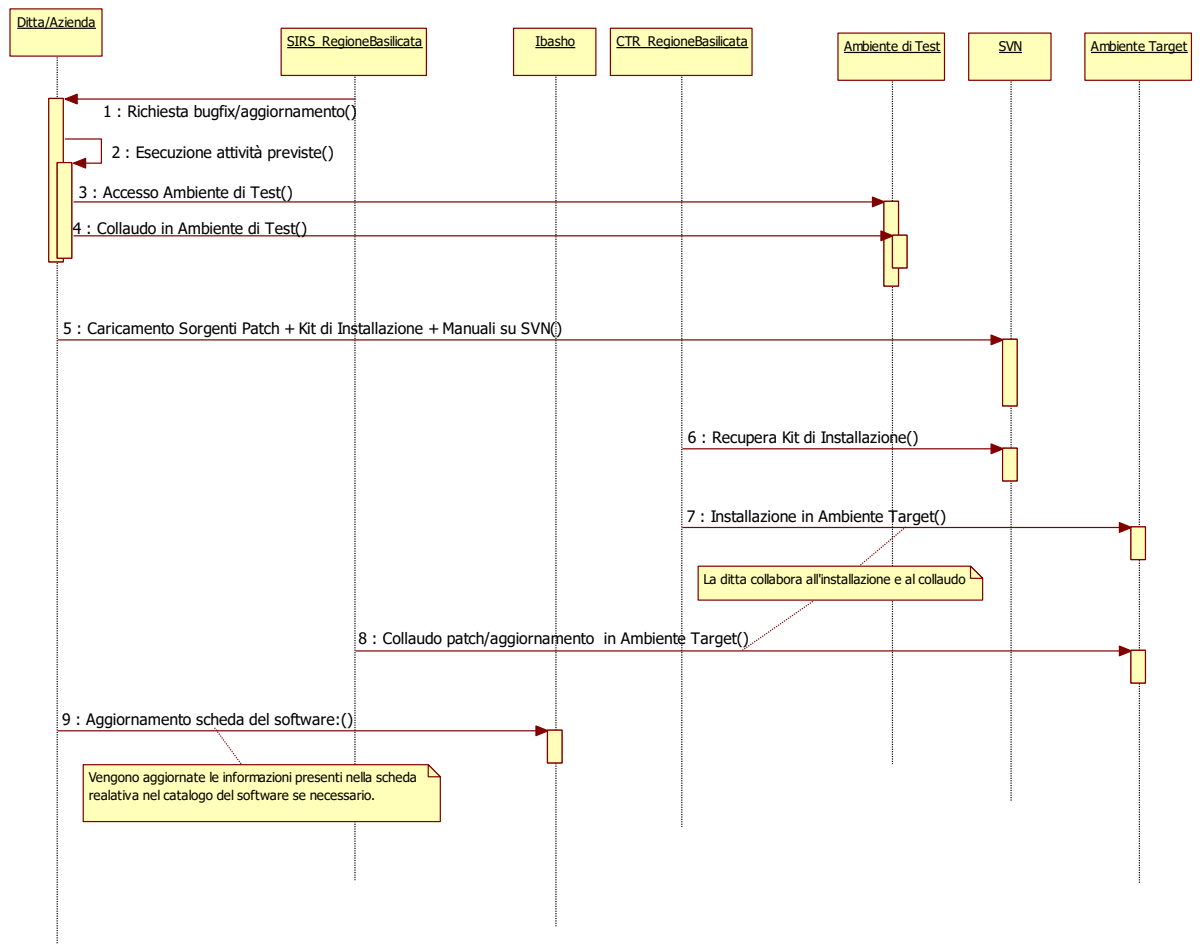 Ditta/Azienda
SIRS_RegioneBasilicata
Ibasho
CTR_RegioneBasilicata
Ambiente di Test
SVN
Ambiente Target
1 : Richiesta bugfix/aggiornamento()
2 : Esecuzione attività previste()
3 : Accesso Ambiente di Test()
4 : Collaudo in Ambiente di Test()
5 : Caricamento Sorgenti Patch + Kit di Installazione + Manuali su SVN()
6 : Recupera Kit di Installazione()
7 : Installazione in Ambiente Target()
La ditta collabora all'installazione e al collaudo
8 : Collaudo patch/aggiornamento  in Ambiente Target()
9 : Aggiornamento scheda del software:()
Vengono aggiornate le informazioni presenti nella scheda
realativa nel catalogo del software se necessario.